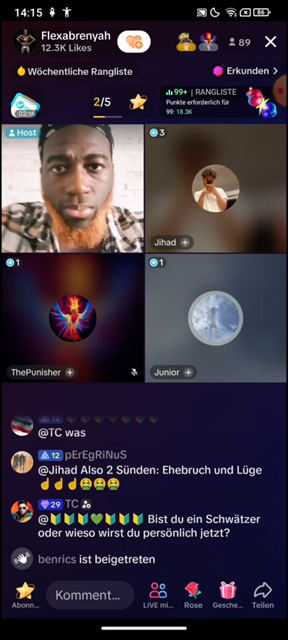 14:15
86
Flexabrenyah
12.3K Likes
89
Wöchentliche Rangliste
Erkunden >
02:16
2/5
99+ | RANGLISTE
Punkte erforderlich für
99: 18.3K
Host
3
Jihad +
1
ThePunisher +
1
Junior +
@TC was
12 pErEgRiNuS
@Jihad Also 2 Sünden: Ehebruch und Lüge
☝☝☝🤮🤮🤮
29 TC
@🔰🔰🔰💚🔰🔰🔰 Bist du ein Schwätzer
oder wieso wirst du persönlich jetzt?
benrics ist beigetreten
Komment...
Abonn...
LIVE mi...
Rose
Gesche...
Teilen